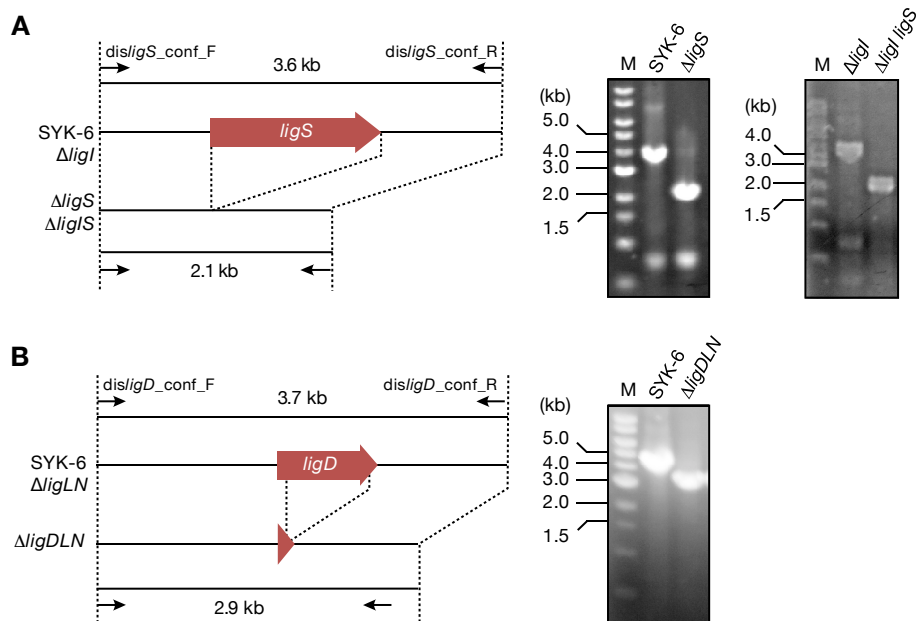 A
disligS_conf_F
disligS_conf_R
3.6 kb
SYK-6
ΔligI
ligS
ΔligS
ΔligIS
2.1 kb
M
SYK-6
ΔligS
(kb)
5.0
4.0
3.0
2.0
1.5
M
ΔligI
ΔligI ligS
(kb)
4.0
3.0
2.0
1.5
B
disligD_conf_F
disligD_conf_R
3.7 kb
SYK-6
ΔligLN
ligD
ΔligDLN
2.9 kb
M
SYK-6
ΔligDLN
(kb)
5.0
4.0
3.0
2.0
1.5